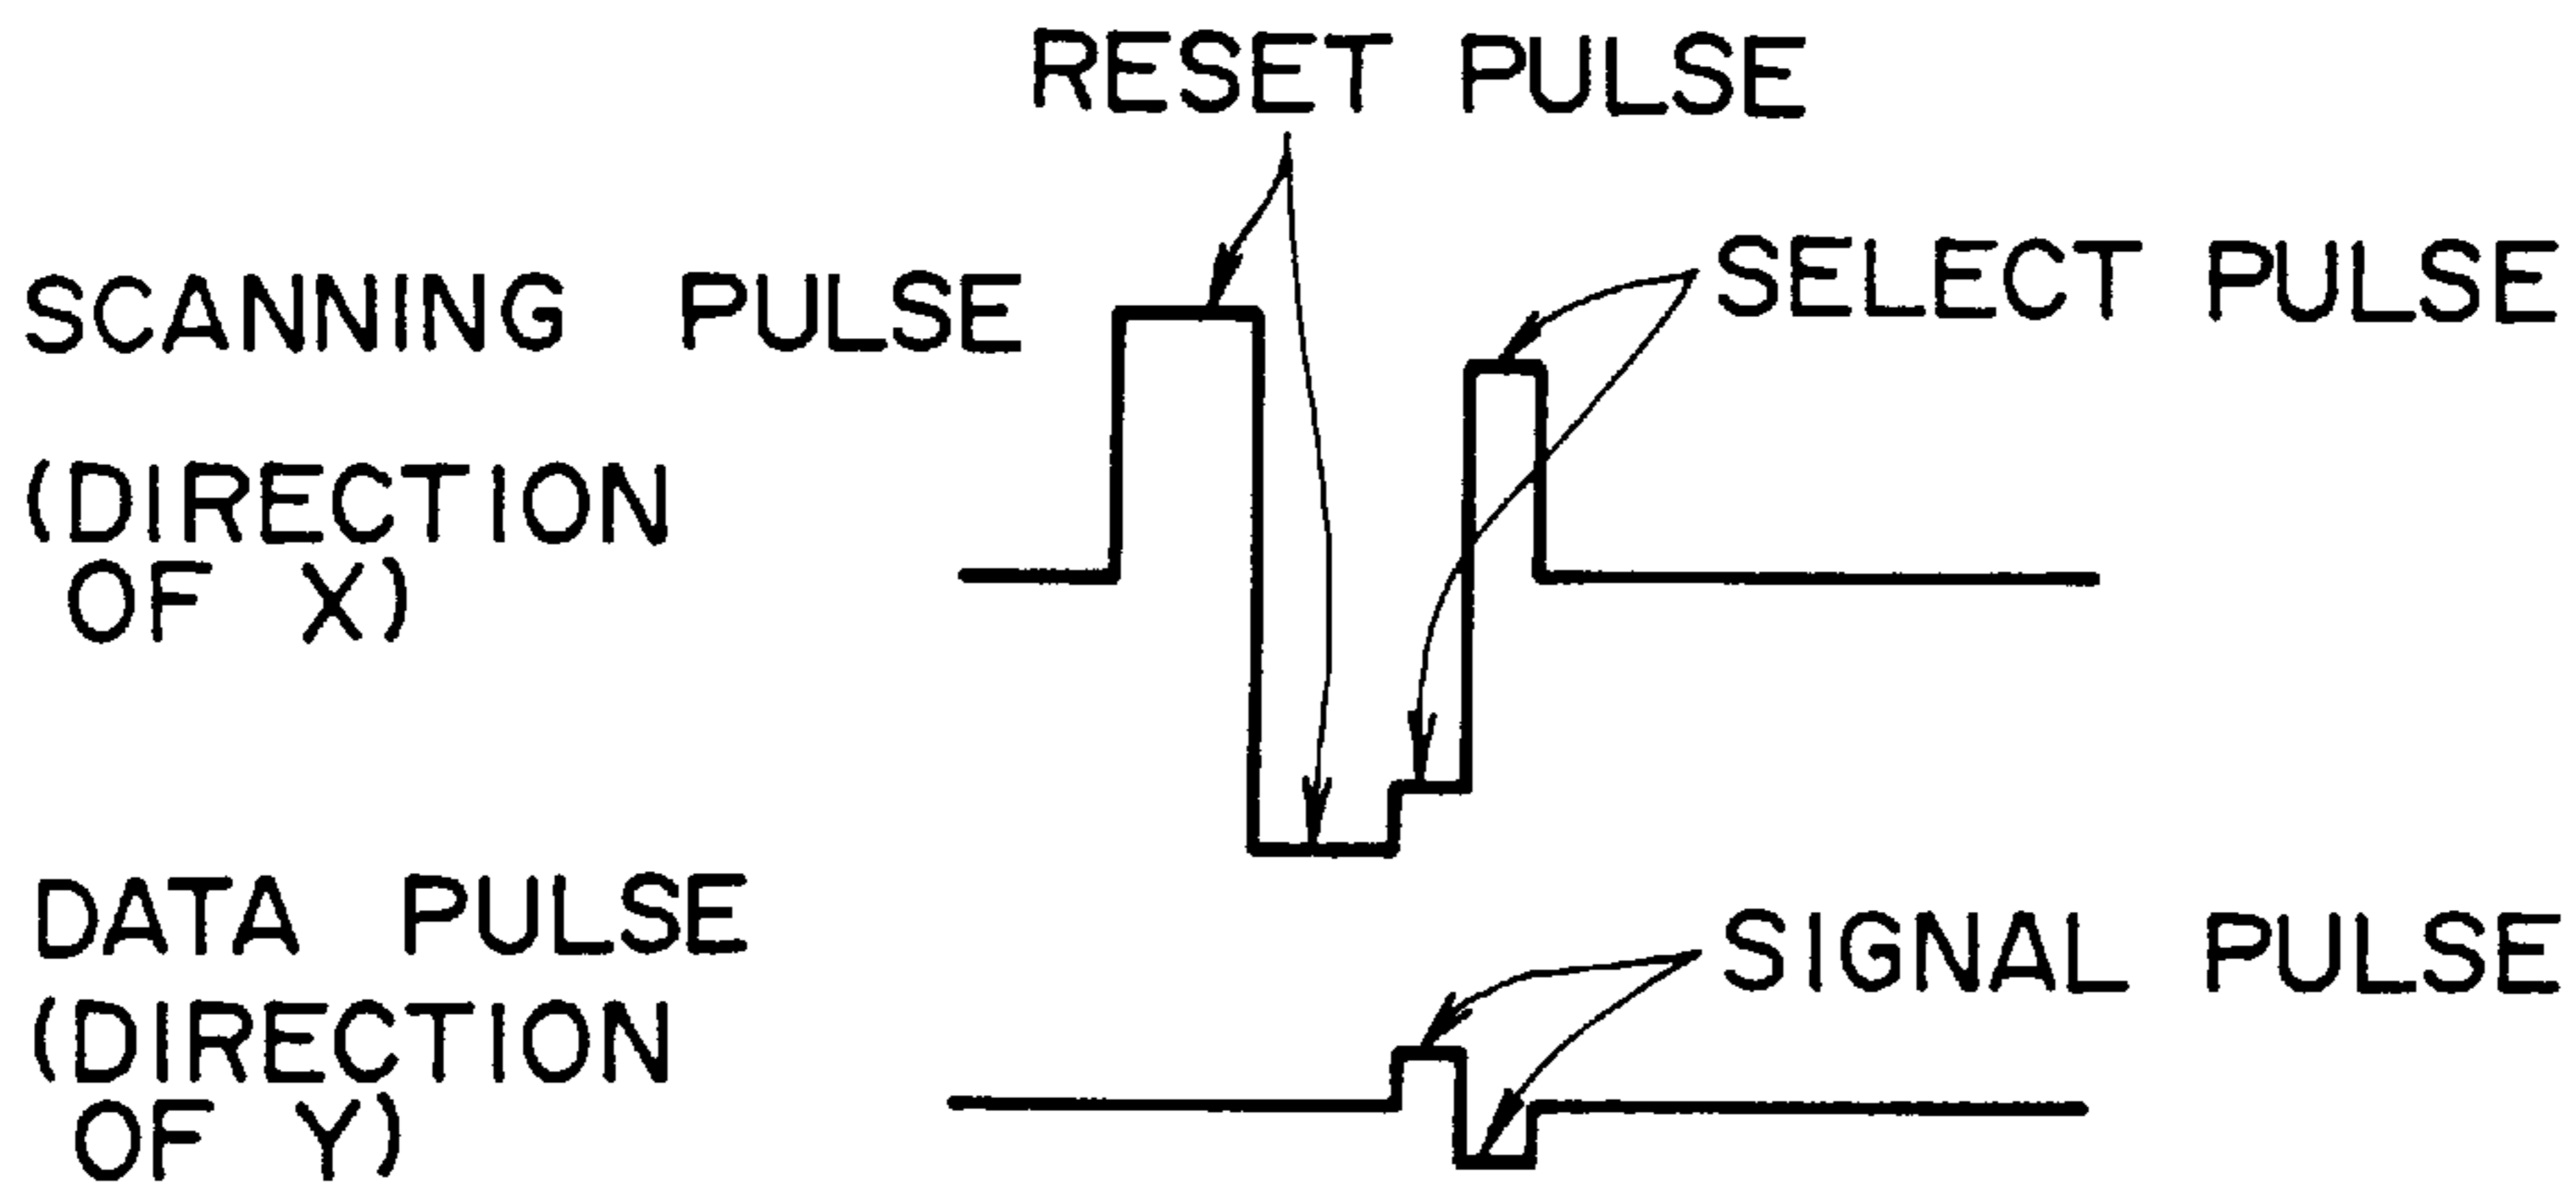 RESET PULSE
SCANNING PULSE
SELECT PULSE
(DIRECTION
OF X)
DATA PULSE
SIGNAL PULSE
(DIRECTION
OF Y)